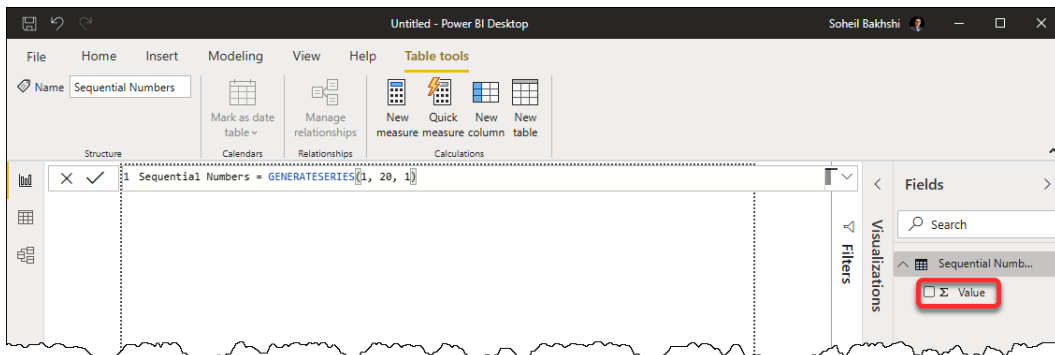 Untitled - Power BI Desktop Soheil Bakhshi
File Home Insert Modeling View Help Table tools
Name Sequential Numbers
Mark as date table
Manage relationships
New measure
Quick measure
New column
New table
Structure Calendars Relationships Calculations
1 Sequential Numbers = GENERATESERIES(1, 20, 1)
Filters
Visualizations
Fields
Search
Sequential Numb...
Σ Value